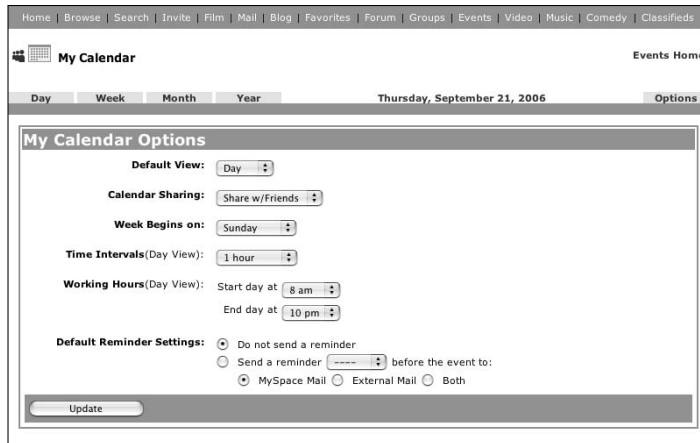 Home | Browse | Search | Invite | Film | Mail | Blog | Favorites | Forum | Groups | Events | Video | Music | Comedy | Classifieds
My Calendar
Events Home
Day Week Month Year Thursday, September 21, 2006 Options
My Calendar Options
Default View: Day
Calendar Sharing: Share w/Friends
Week Begins on: Sunday
Time Intervals(Day View): 1 hour
Working Hours(Day View): Start day at 8 am
End day at 10 pm
Default Reminder Settings: Do not send a reminder
Send a reminder ---- before the event to:
MySpace Mail External Mail Both
Update